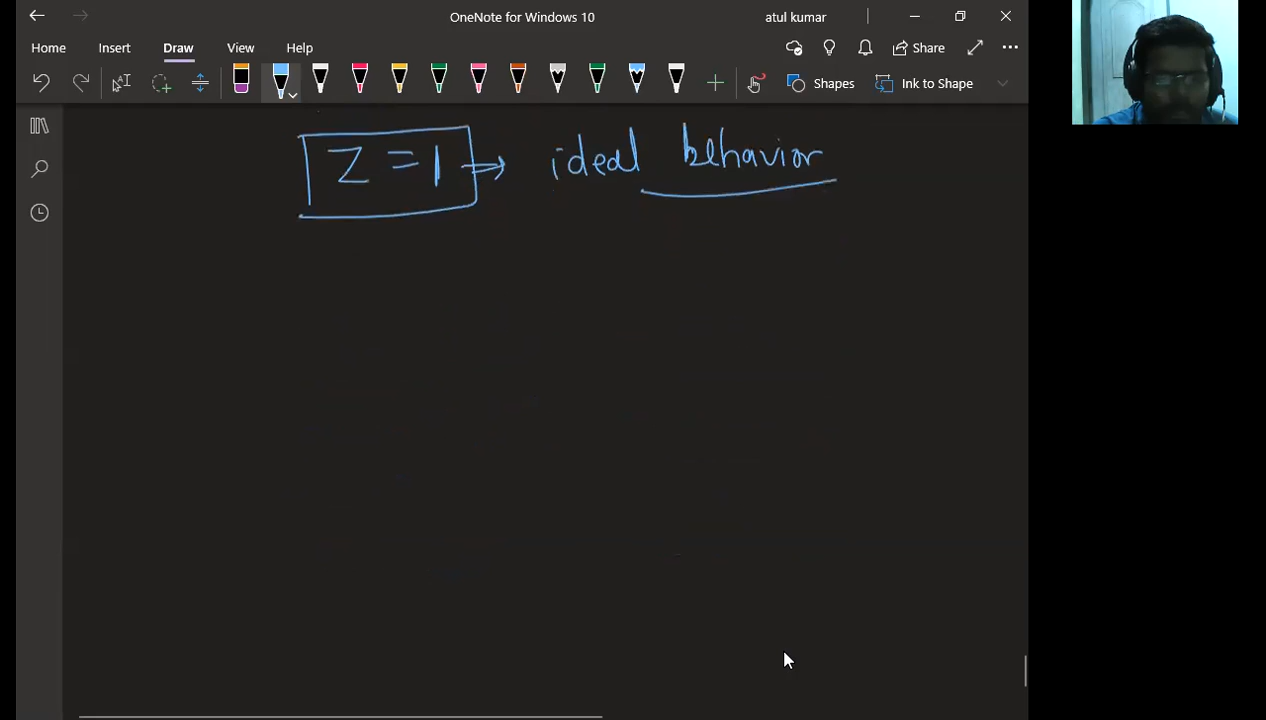 OneNote for Windows 10
atul kumar
Home Insert Draw View Help
Share
Shapes
Ink to Shape
Z = 1 → ideal behavior